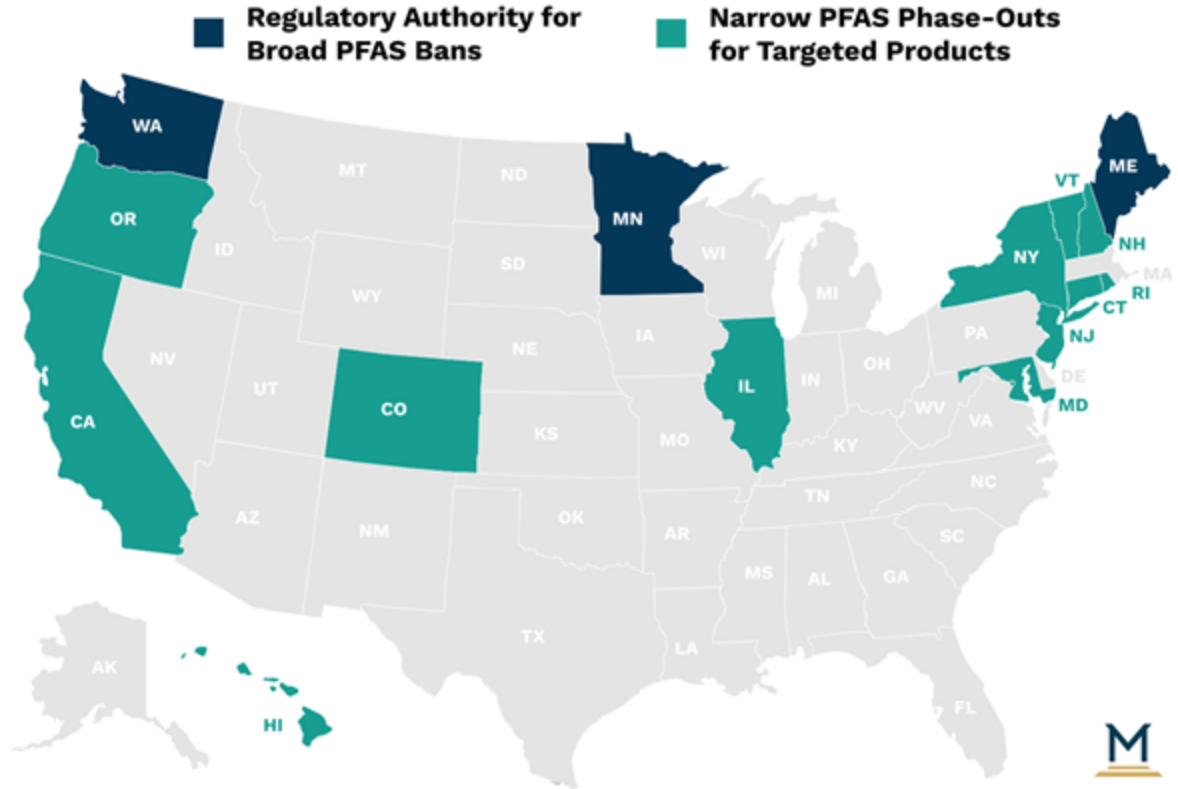 Regulatory Authority for
Broad PFAS Bans
Narrow PFAS Phase-Outs
for Targeted Products
WA
MT
ND
MN
ME
VT
OR
ID
SD
WI
NY
NH
MA
WY
MI
RI
CT
IA
PA
NJ
NV
NE
OH
UT
IL
IN
DE
CO
MD
CA
WV
VA
KS
MO
KY
NC
TN
AZ
OK
NM
AR
SC
MS
AL
GA
TX
LA
AK
FL
HI
M